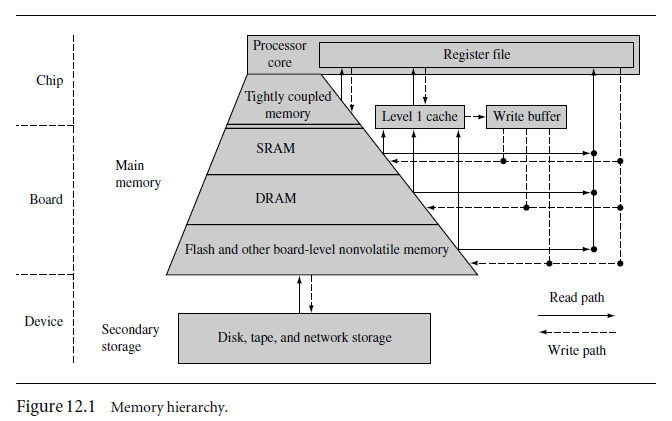 Processor
core
Register file
Chip
Tightly coupled
memory
Level 1 cache
Write buffer
SRAM
Main
memory
Board
DRAM
Flash and other board-level nonvolatile memory
Read path
Device
Secondary
storage
Disk, tape, and network storage
Write path
Figure 12.1 Memory hierarchy.